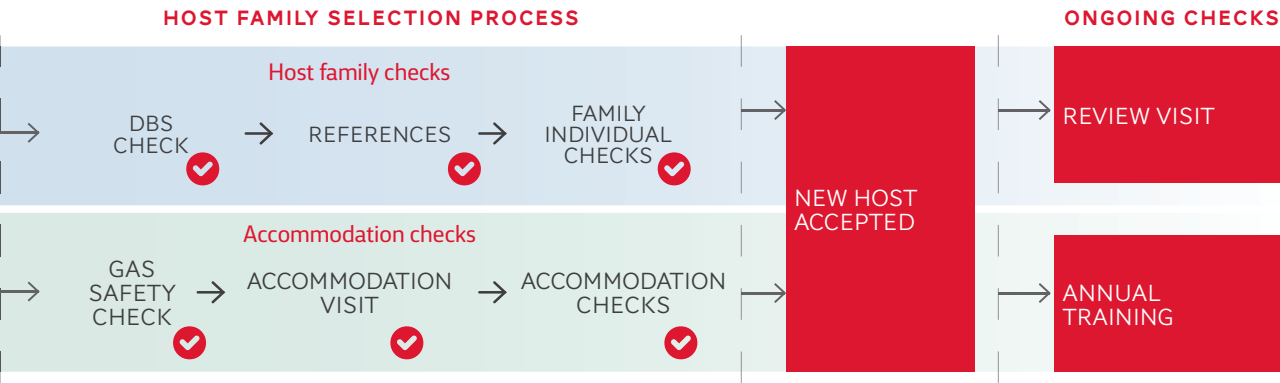 HOST FAMILY SELECTION PROCESS
ONGOING CHECKS
Host family checks
DBS
CHECK
REFERENCES
FAMILY
INDIVIDUAL
CHECKS
Accommodation checks
GAS
SAFETY
CHECK
ACCOMMODATION
VISIT
ACCOMMODATION
CHECKS
NEW HOST
ACCEPTED
REVIEW VISIT
ANNUAL
TRAINING